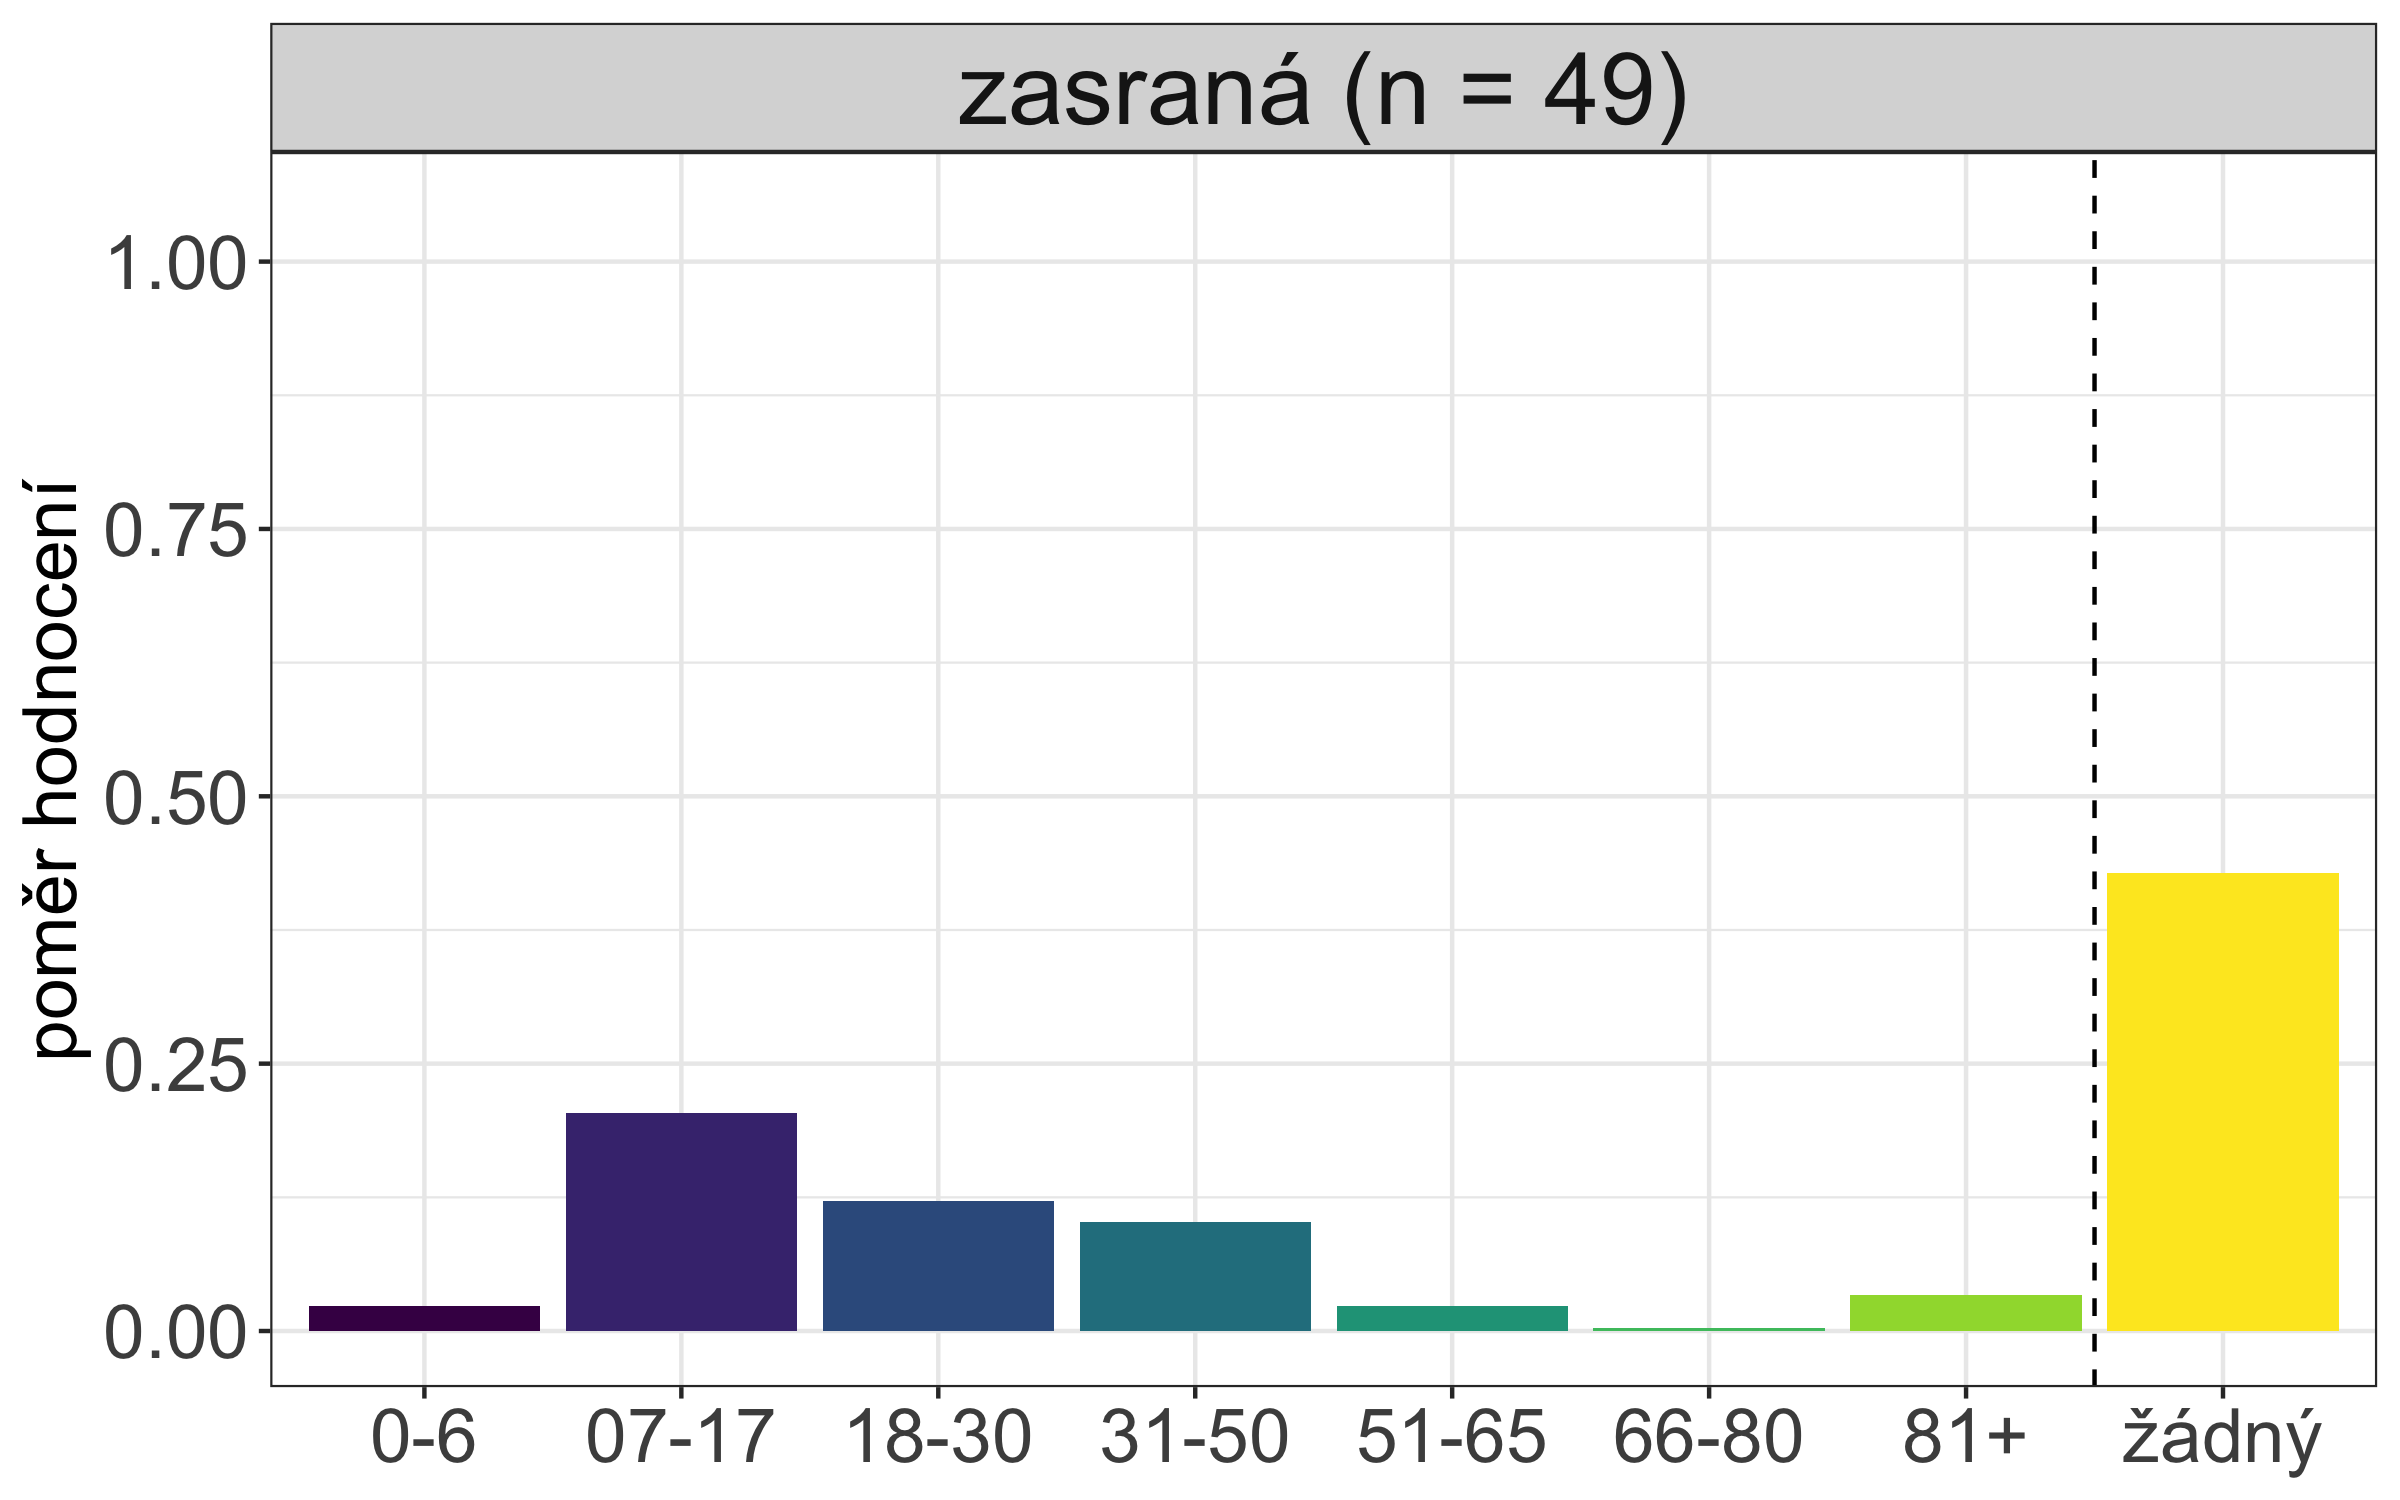 zasraná (n = 49)
poměr hodnocení
1.00
0.75
0.50
0.25
0.00
0-6 07-17 18-30 31-50 51-65 66-80 81+ žádný